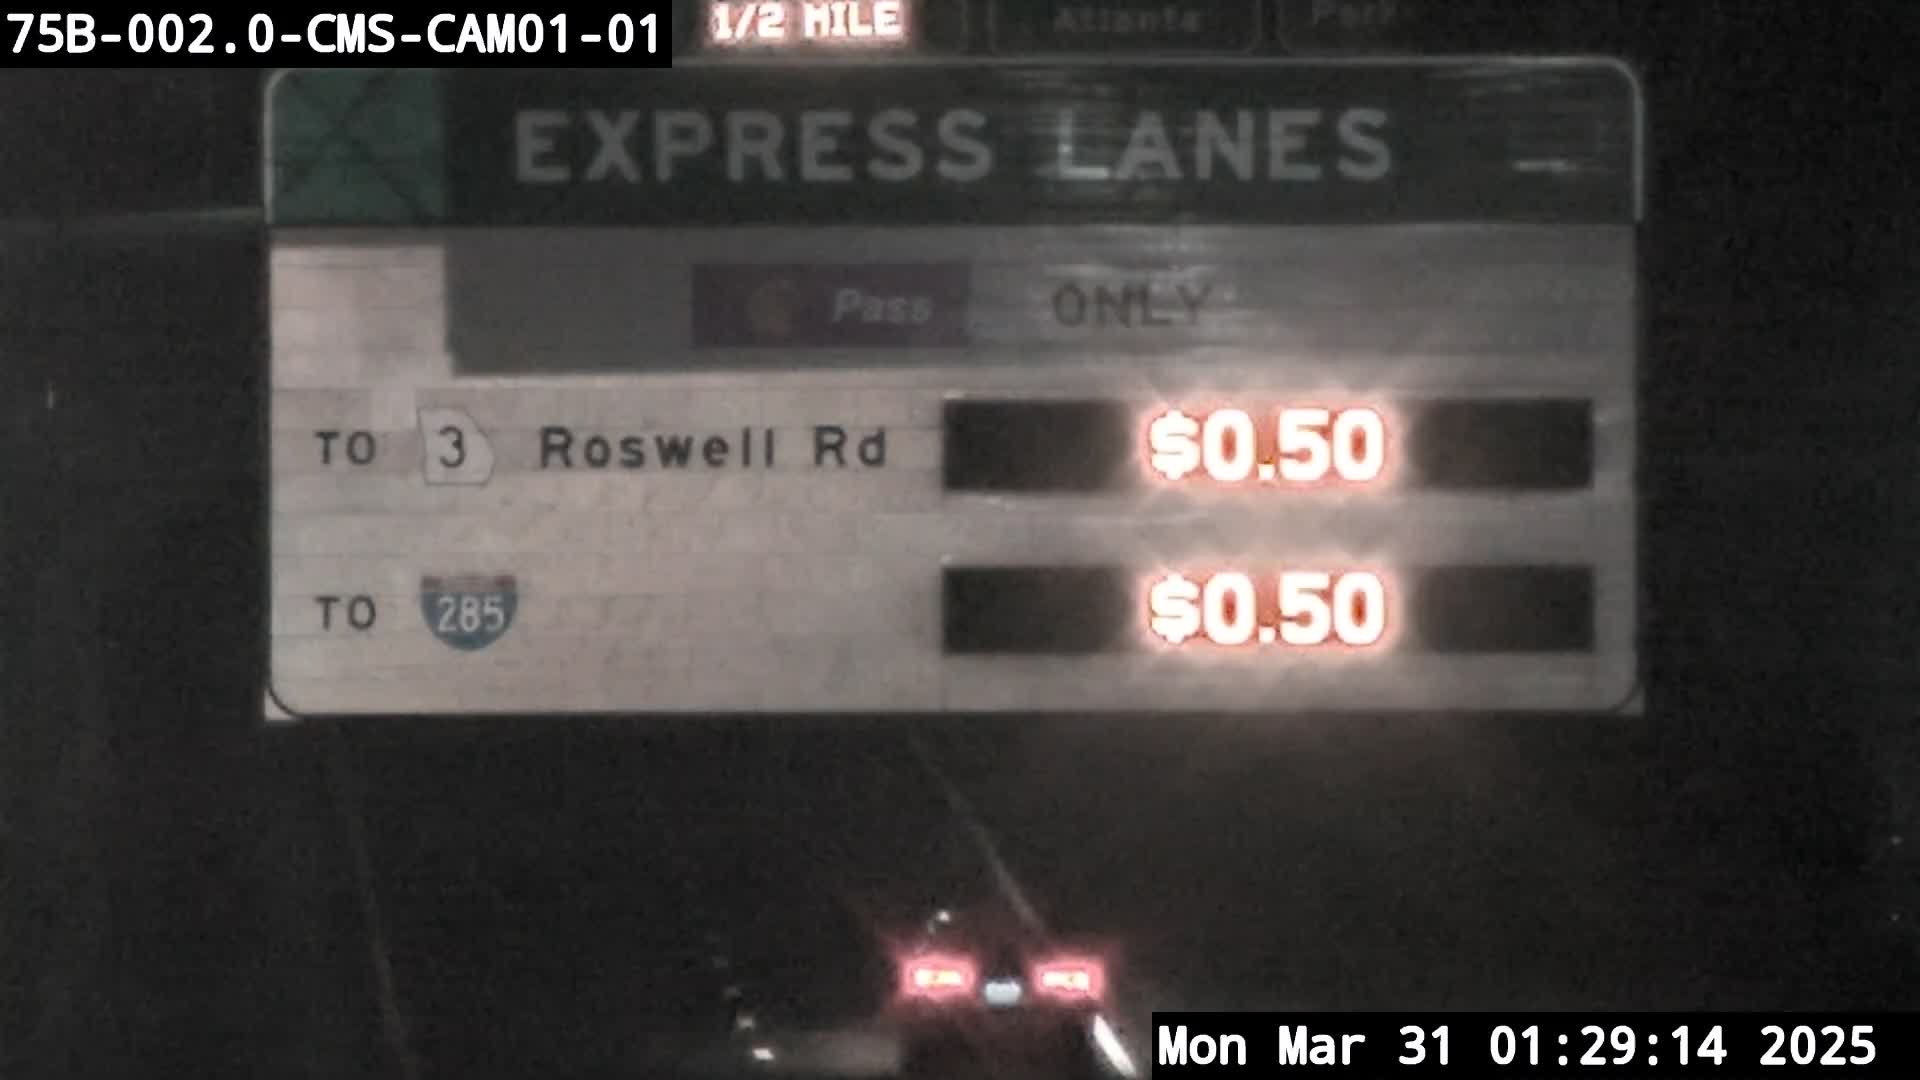 75B-002.0-CMS-CAM01-01
1/2 MILE
Atlanta
EXPRESS LANES
Pass ONLY
TO 3 Roswell Rd $0.50
TO 285 $0.50
Mon Mar 31 01:29:14 2025